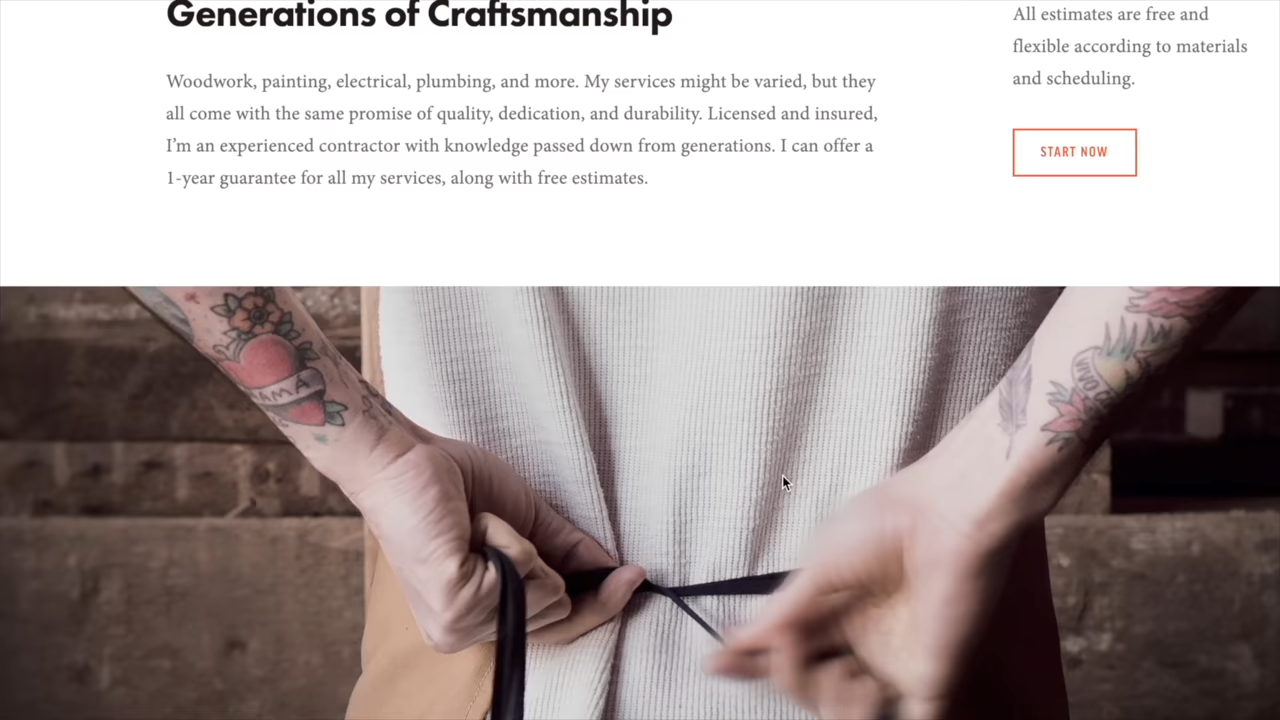 Generations of Craftsmanship
Woodwork, painting, electrical, plumbing, and more. My services might be varied, but they
all come with the same promise of quality, dedication, and durability. Licensed and insured,
I’m an experienced contractor with knowledge passed down from generations. I can offer a
1-year guarantee for all my services, along with free estimates.
All estimates are free and
flexible according to materials
and scheduling.
START NOW